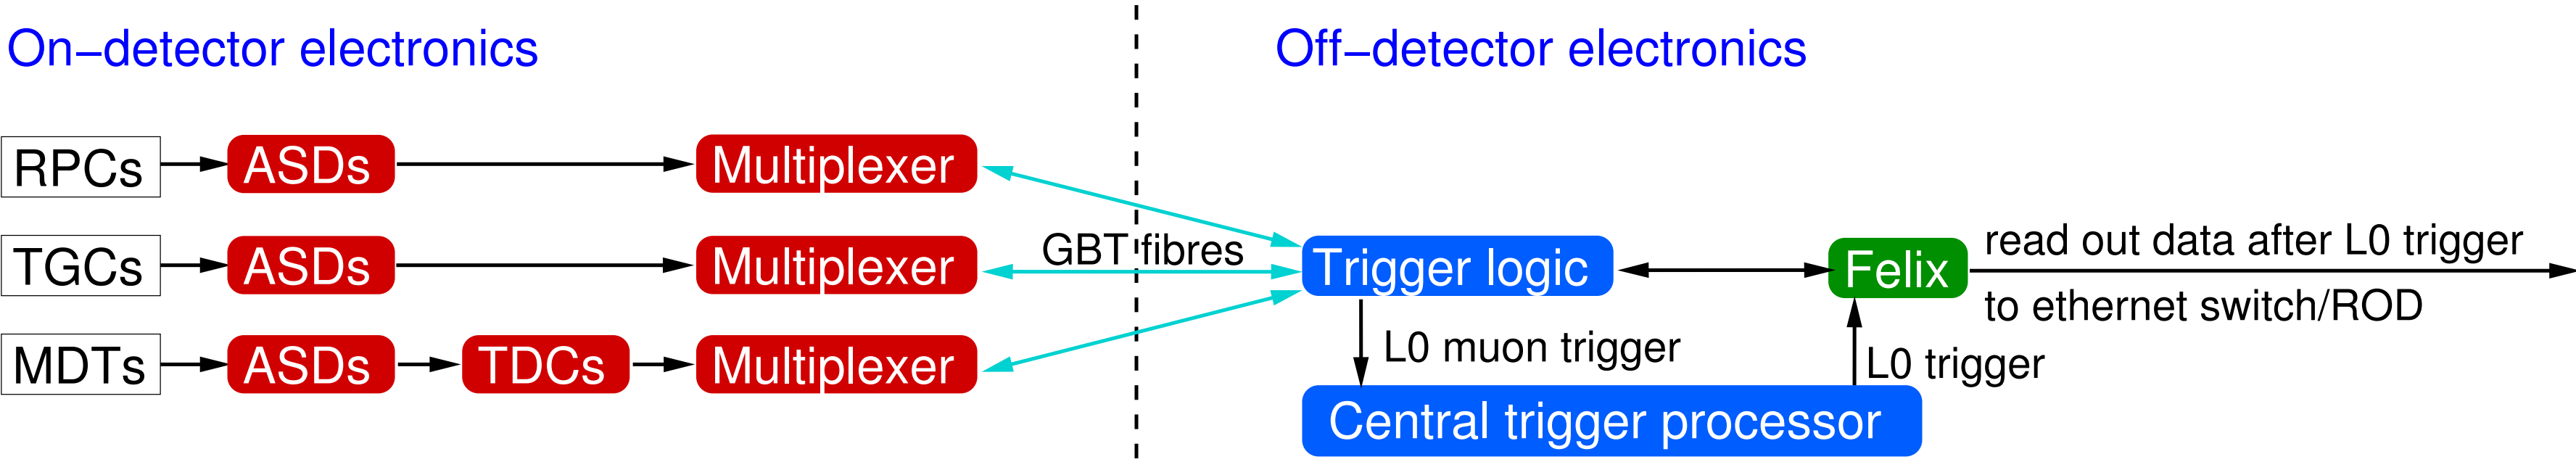 On−detector electronics
Off−detector electronics
RPCs
ASDs
Multiplexer
TGCs
ASDs
Multiplexer
GBT fibres
Trigger logic
Felix
read out data after L0 trigger
to ethernet switch/ROD
MDTs
ASDs
TDCs
Multiplexer
L0 muon trigger
L0 trigger
Central trigger processor